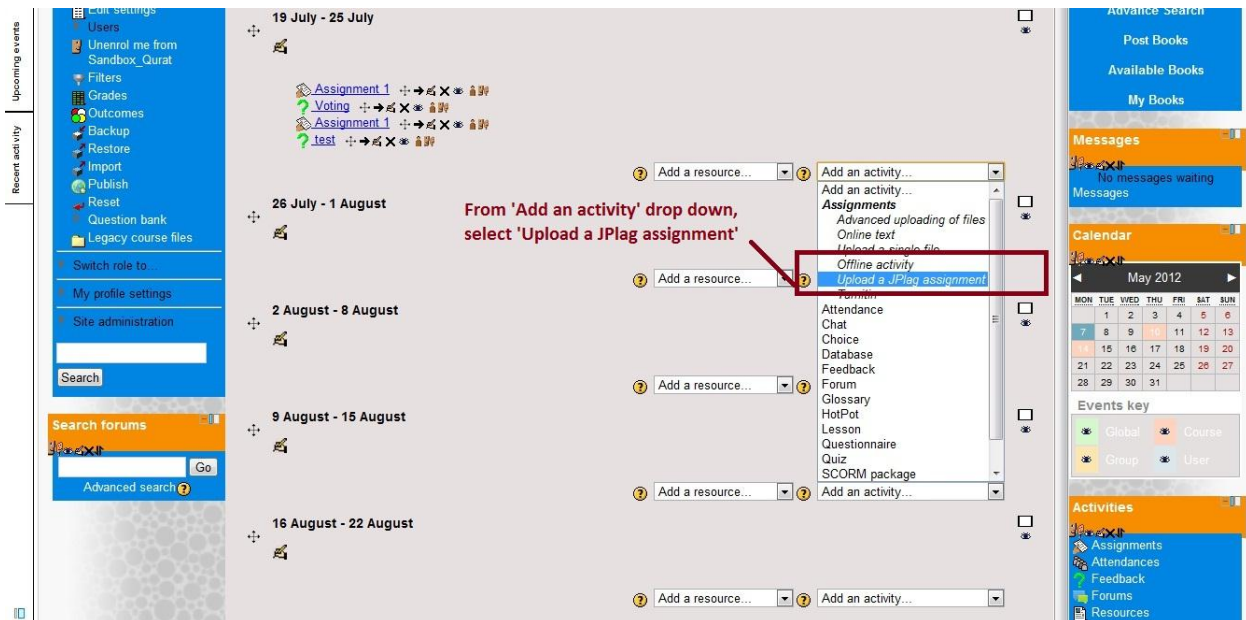 Upcoming events
Recent activity
Edit settings
Users
Unenrol me from
Sandbox_Qurat
Filters
Grades
Outcomes
Backup
Restore
Import
Publish
Reset
Question bank
Legacy course files
Switch role to...
My profile settings
Site administration
Search
Search forums
Go
Advanced search
19 July - 25 July
Assignment 1
Voting
Assignment 1
test
Add a resource... Add an activity...
Add an activity...
Assignments
Advanced uploading of files
Online text
Upload a single file
Offline activity
Upload a JPlag assignment
Turnitin
Attendance
Chat
Choice
Database
Feedback
Forum
Glossary
HotPot
Lesson
Questionnaire
Quiz
SCORM package
26 July - 1 August
From 'Add an activity' drop down,
select 'Upload a JPlag assignment'
Add a resource...
2 August - 8 August
Add a resource...
9 August - 15 August
Add a resource... Add an activity...
16 August - 22 August
Add a resource... Add an activity...
Advance Search
Post Books
Available Books
My Books
Messages
No messages waiting
Messages
Calendar
May 2012
MON TUE WED THU FRI SAT SUN
1 2 3 4 5 6
7 8 9 10 11 12 13
14 15 16 17 18 19 20
21 22 23 24 25 26 27
28 29 30 31
Events key
Global Course
Group User
Activities
Assignments
Attendances
Feedback
Forums
Resources